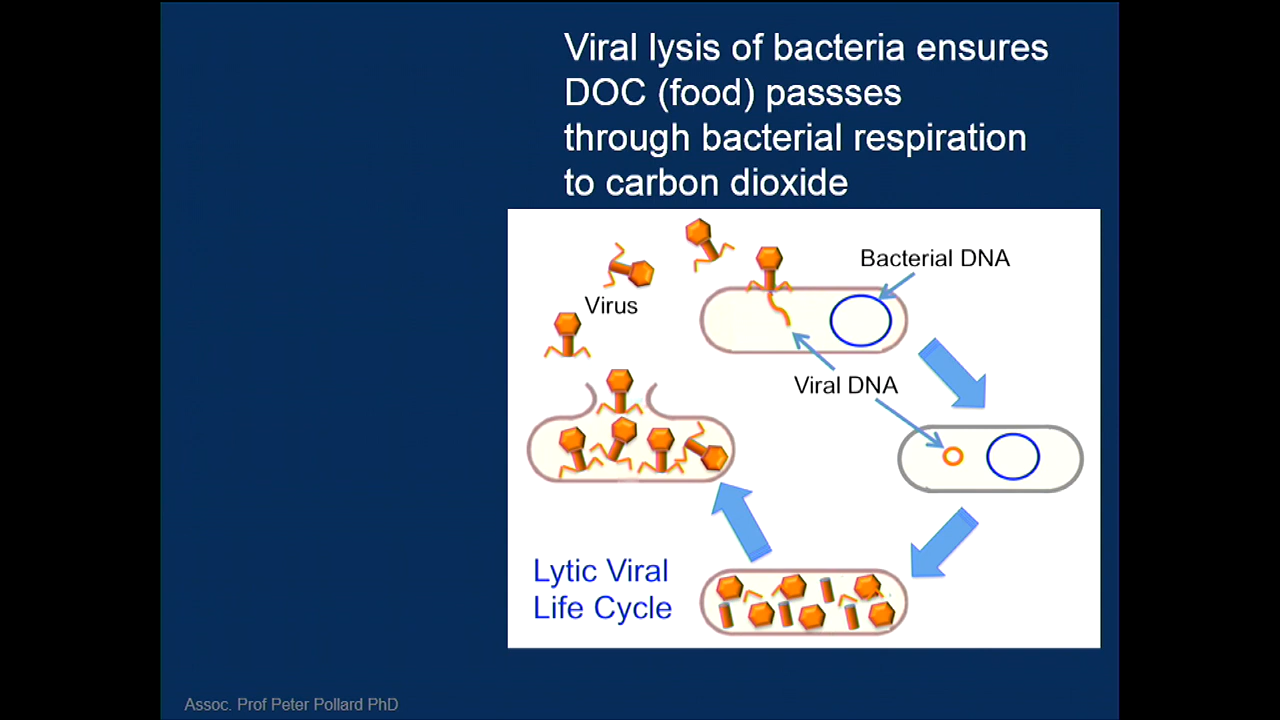 Viral lysis of bacteria ensures
DOC (food) passses
through bacterial respiration
to carbon dioxide
Bacterial DNA
Virus
Viral DNA
Lytic Viral
Life Cycle
Assoc. Prof Peter Pollard PhD